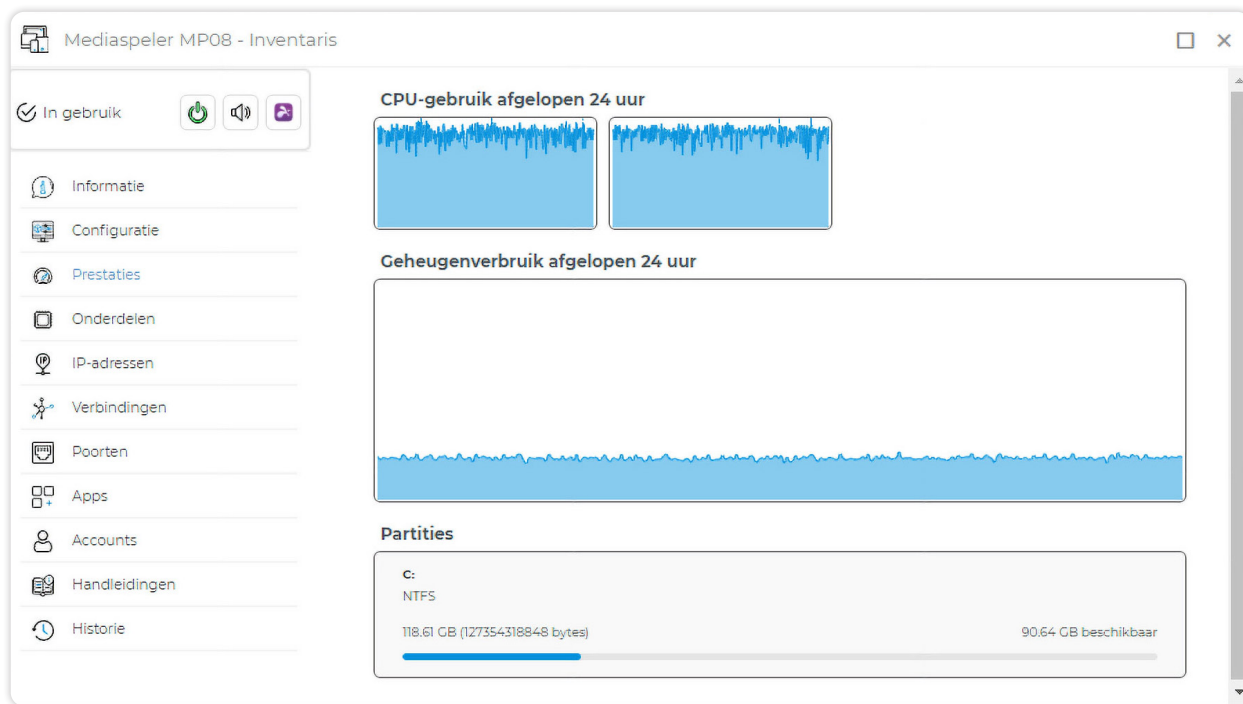 Mediaspeler MP08 - Inventaris
In gebruik
Informatie
Configuratie
Prestaties
Onderdelen
IP-adressen
Verbindingen
Poorten
Apps
Accounts
Handleidingen
Historie
CPU-gebruik afgelopen 24 uur
Geheugenverbruik afgelopen 24 uur
Partities
C:
NTFS
118.61 GB (127354318848 bytes) 90.64 GB beschikbaar